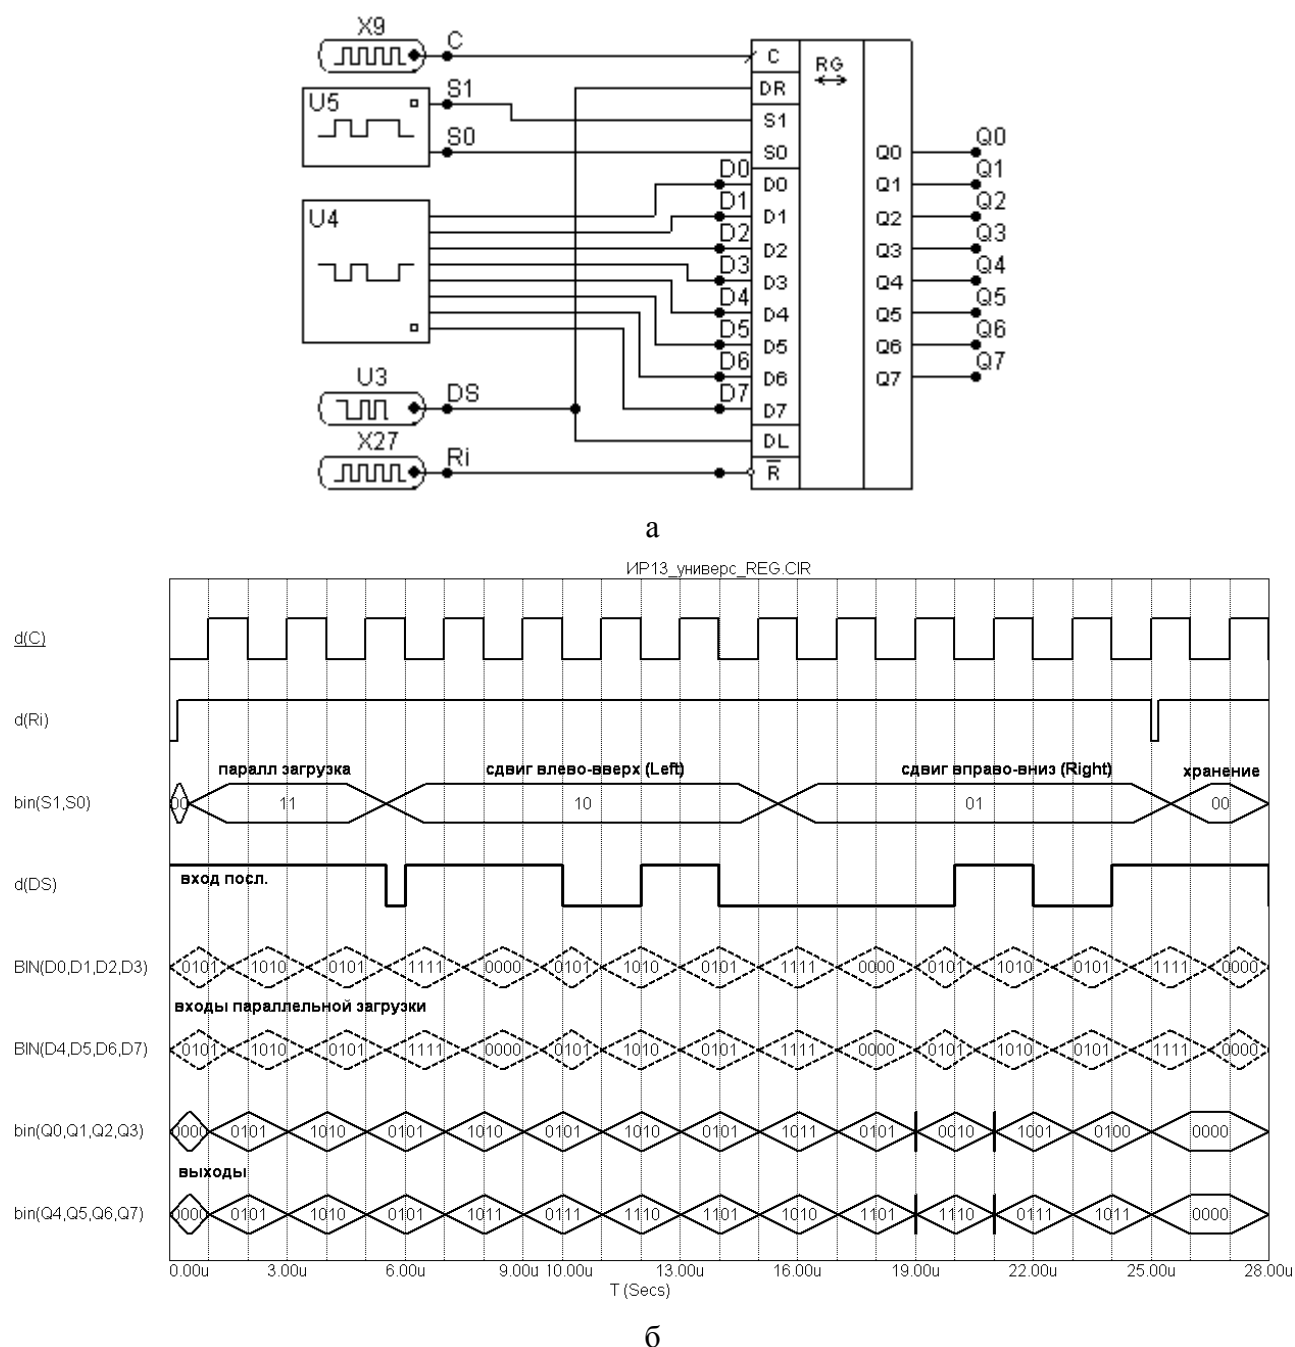 X9
C
C
RG
DR
U5
S1
S1
S0
S0
Q0
Q0
D0
D0
Q1
Q1
U4
D1
D1
Q2
Q2
D2
D2
Q3
Q3
D3
D3
Q4
Q4
D4
D4
Q5
Q5
D5
D5
Q6
Q6
D6
D6
Q7
Q7
U3
DS
D7
D7
X27
DL
Ri
R
а
ИР13_универс_REG.CIR
d(C)
d(Ri)
паралл загрузка сдвиг влево-вверх (Left) сдвиг вправо-вниз (Right) хранение
bin(S1,S0) 00 11 10 01 00
d(DS) вход посл.
BIN(D0,D1,D2,D3) 0101 1010 0101 1111 0000 0101 1010 0101 1111 0000 0101 1010 0101 1111 0000
входы параллельной загрузки
BIN(D4,D5,D6,D7) 0101 1010 0101 1111 0000 0101 1010 0101 1111 0000 0101 1010 0101 1111 0000
bin(Q0,Q1,Q2,Q3) 0000 0101 1010 0101 1010 0101 1010 0101 1011 0101 0010 1001 0100 0000
выходы
bin(Q4,Q5,Q6,Q7) 0000 0101 1010 0101 1011 0111 1110 1101 1010 1101 1110 0111 1011 0000
0.00u 3.00u 6.00u 9.00u 10.00u 13.00u 16.00u 19.00u 22.00u 25.00u 28.00u
T (Secs)
б